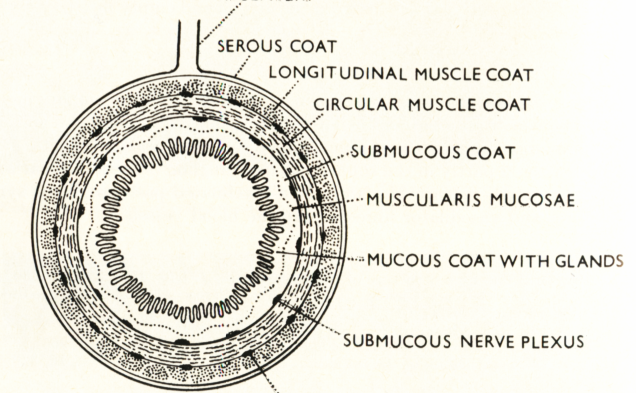 SEROUS COAT
LONGITUDINAL MUSCLE COAT
CIRCULAR MUSCLE COAT
SUBMUCOUS COAT
MUSCULARIS MUCOSAE
MUCOUS COAT WITH GLANDS
SUBMUCOUS NERVE PLEXUS